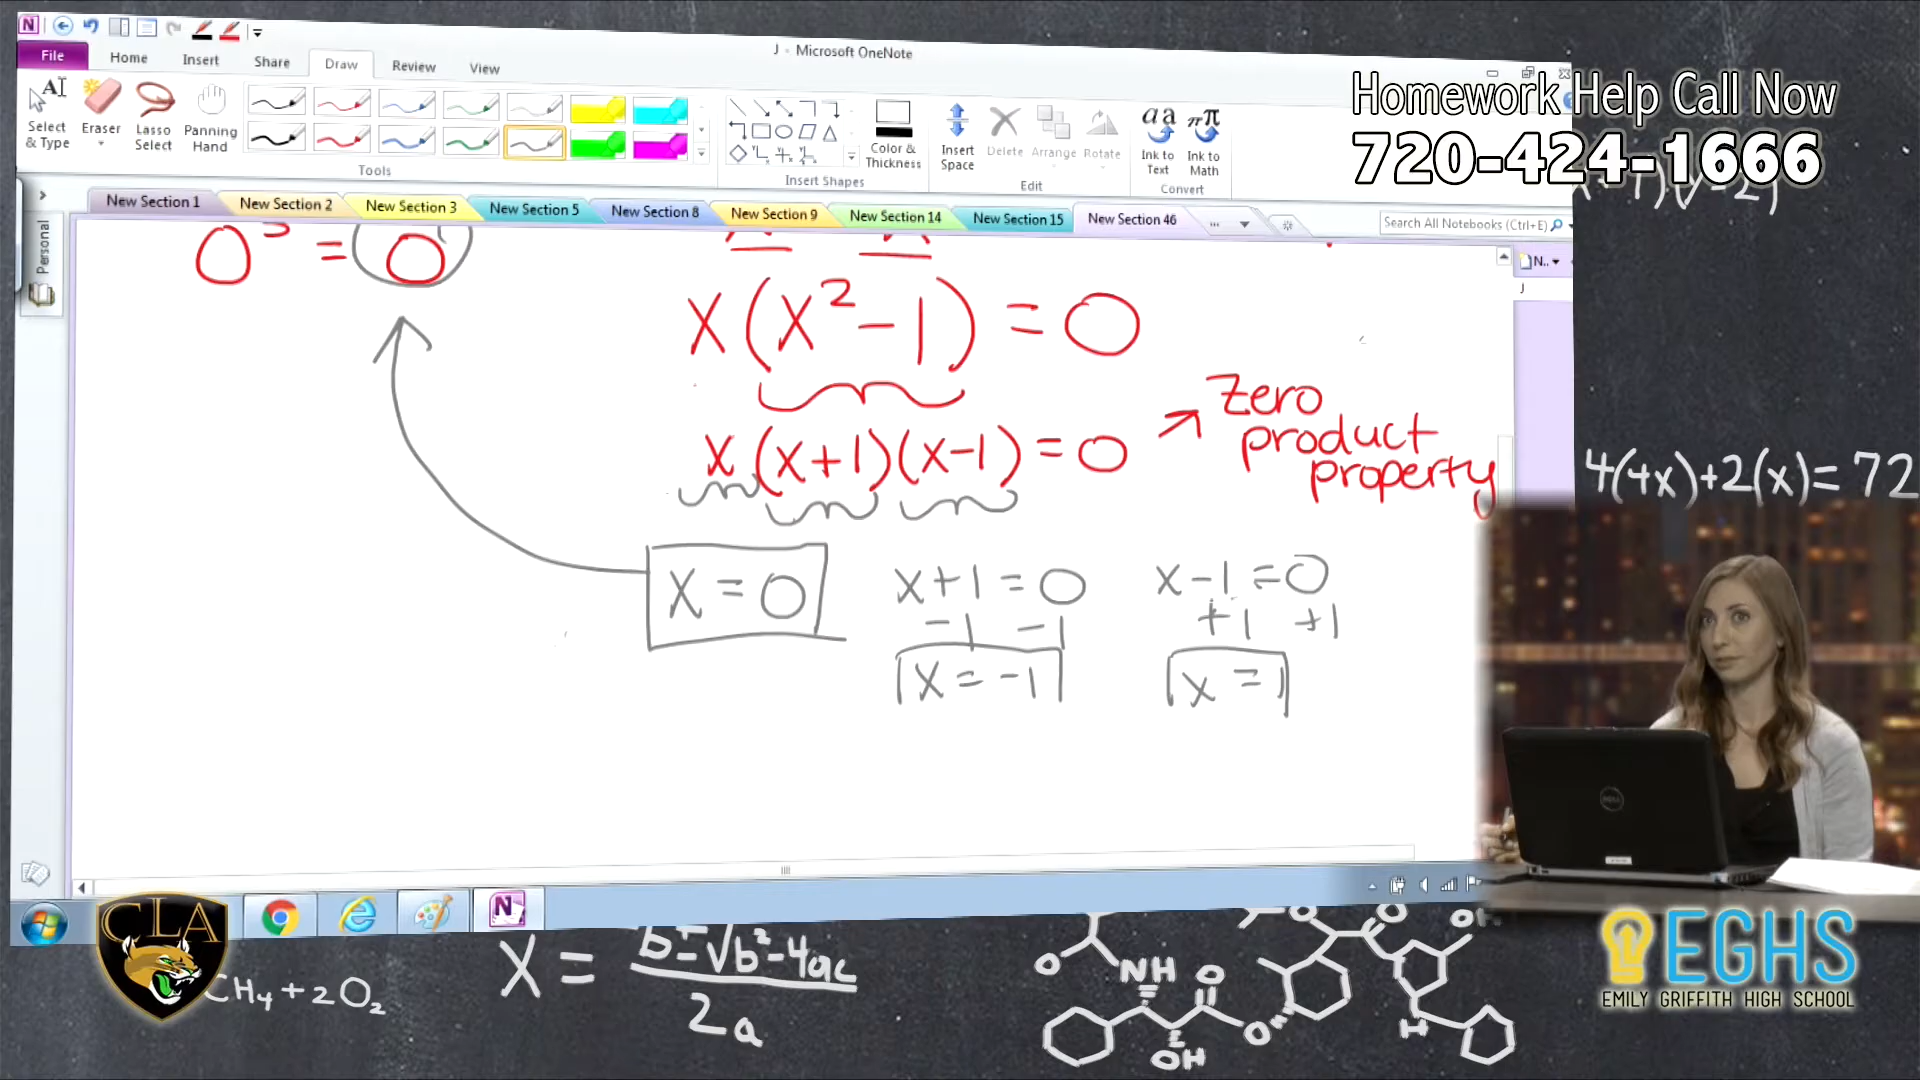 J - Microsoft OneNote
File Home Insert Share Draw Review View
Homework Help Call Now
720-424-1666
Select & Type
Eraser
Lasso Select
Panning Hand
Tools
Insert Shapes
Color & Thickness
Insert Space
Delete
Arrange
Rotate
Edit
Ink to Text
Ink to Math
Convert
New Section 1 New Section 2 New Section 3 New Section 5 New Section 8 New Section 9 New Section 14 New Section 15 New Section 46 ...
Search All Notebooks (Ctrl+E)
Personal
N..
J
0³ = 0
x(x²-1) = 0
x(x+1)(x-1) = 0
Zero
product
property
4(4x)+2(x)=72
x = 0
x+1=0
-1 -1
x = -1
x-1=0
+1 +1
x = 1
DELL
CLA
CH₄+2O₂
X = b±√b²-4ac
2a
NH
O
O
OH
O
H
EGHS
EMILY GRIFFITH HIGH SCHOOL